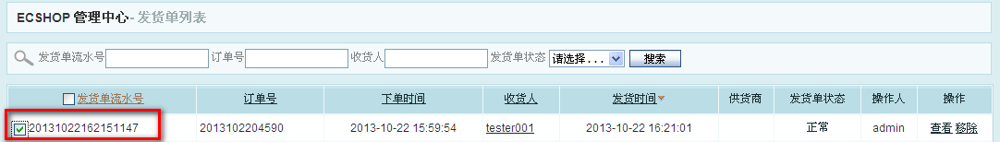 ECSHOP 管理中心- 发货单列表
发货单流水号 订单号 收货人 发货单状态 请选择... 搜索
发货单流水号 订单号 下单时间 收货人 发货时间 供货商 发货单状态 操作人 操作
20131022162151147 2013102204590 2013-10-22 15:59:54 tester001 2013-10-22 16:21:01 正常 admin 查看 移除